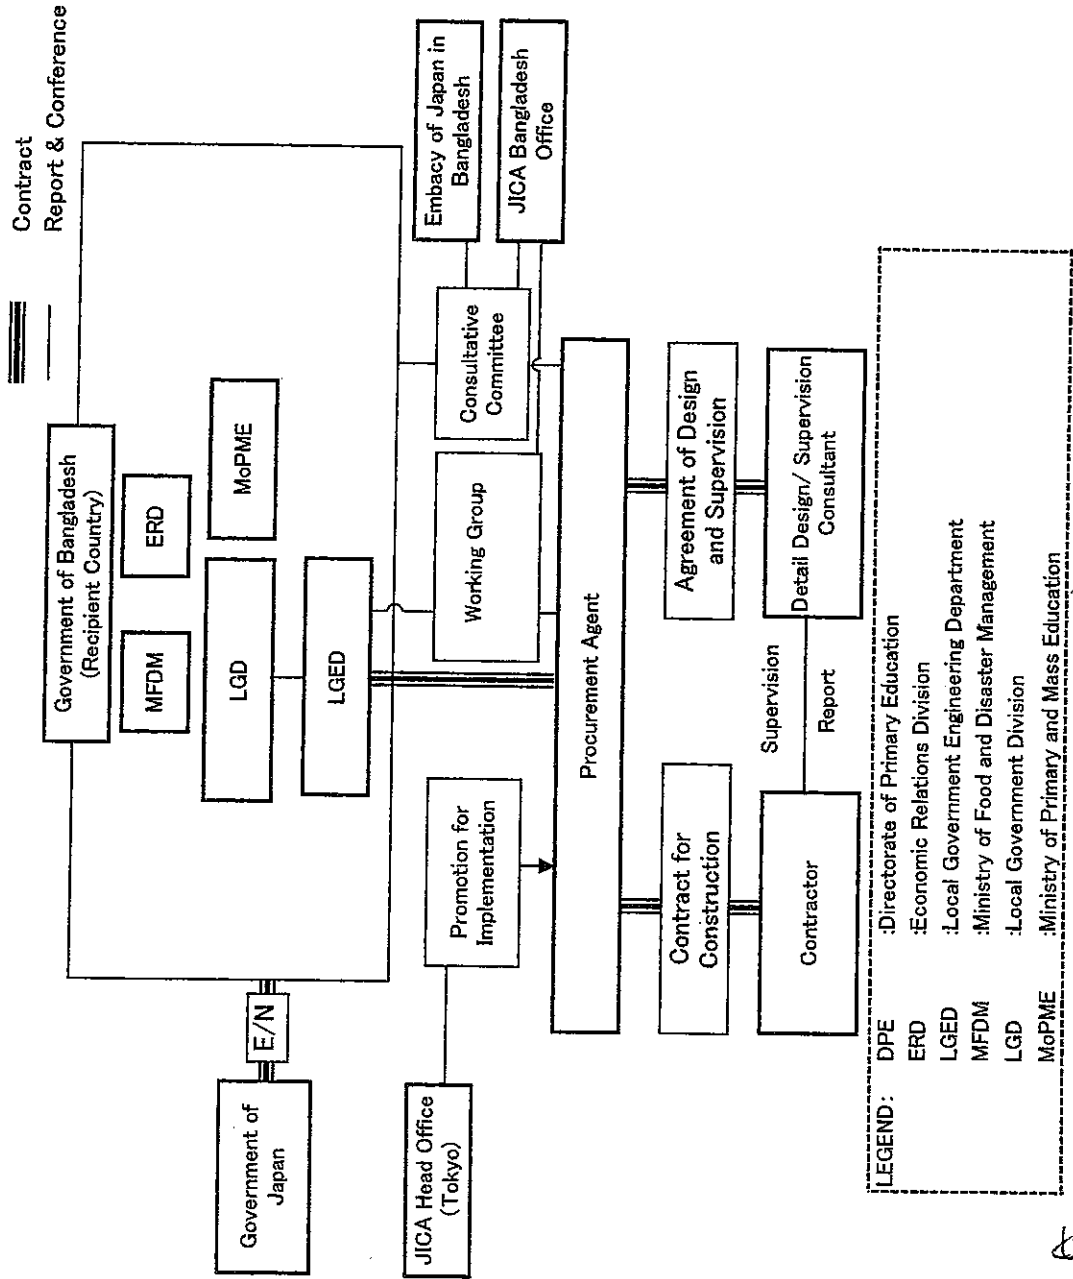 Contract
Report & Conference
Government of Bangladesh
(Recipient Country)
MFDM
ERD
LGD
MoPME
LGED
Government of
Japan
E/N
JICA Head Office
(Tokyo)
Promotion for
Implementation
Working Group
Consultative
Committee
Embacy of Japan in
Bangladesh
JICA Bangladesh
Office
Procurement Agent
Contract for
Construction
Agreement of Design
and Supervision
Contractor
Supervision
Report
Detail Design/ Supervision
Consultant
LEGEND: DPE :Directorate of Primary Education
ERD :Economic Relations Division
LGED :Local Government Engineering Department
MFDM :Ministry of Food and Disaster Management
LGD :Local Government Division
MoPME :Ministry of Primary and Mass Education